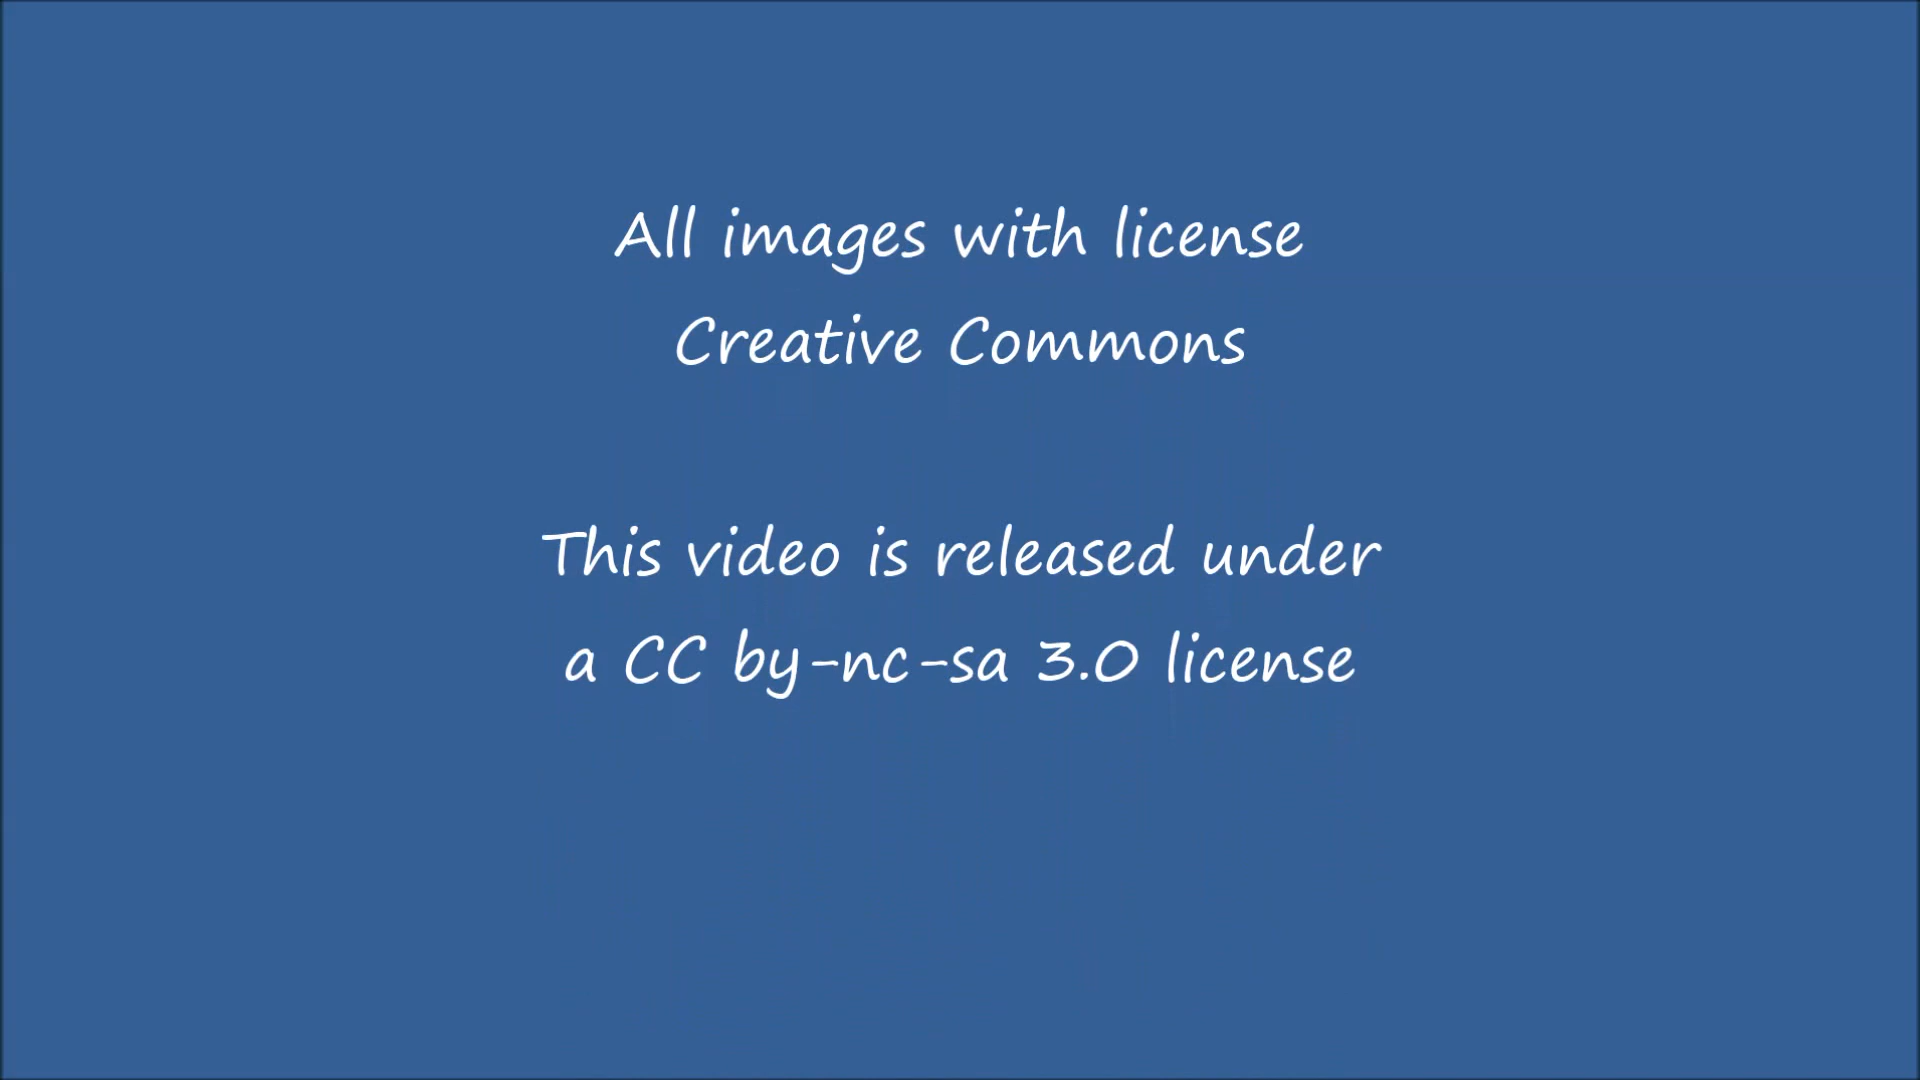 All images with license
Creative Commons
This video is released under
a CC by-nc-sa 3.0 license